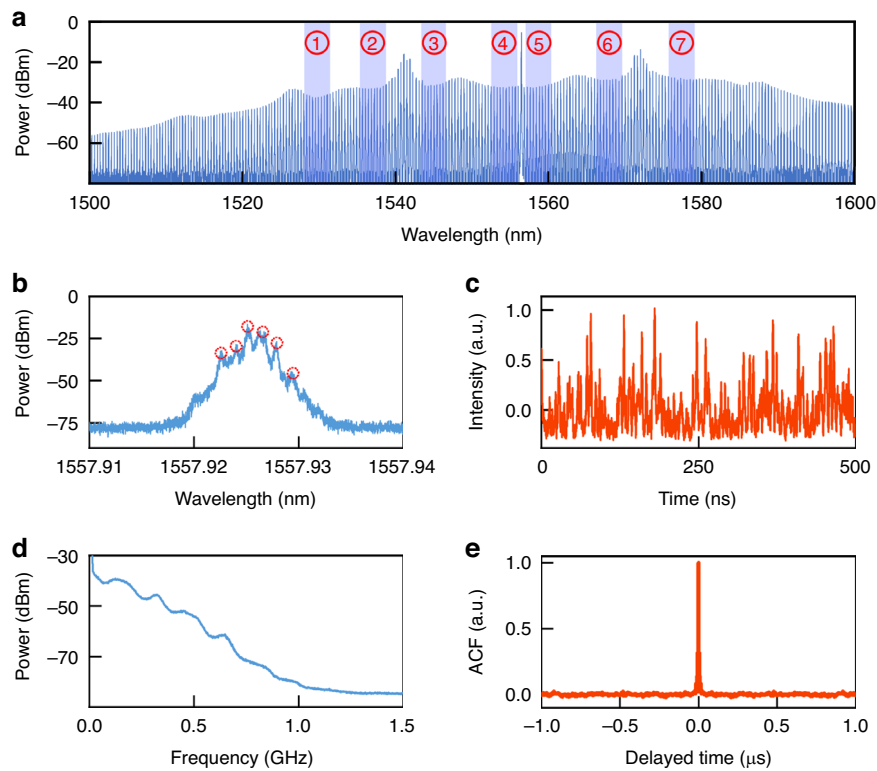 a
0
−20
−40
−60
Power (dBm)
① ② ③ ④ ⑤ ⑥ ⑦
1500 1520 1540 1560 1580 1600
Wavelength (nm)
b
0
−25
−50
−75
Power (dBm)
1557.91 1557.92 1557.93 1557.94
Wavelength (nm)
c
1.0
0.5
0.0
Intensity (a.u.)
0 250 500
Time (ns)
d
−30
−50
−70
Power (dBm)
0.0 0.5 1.0 1.5
Frequency (GHz)
e
1.0
0.5
0.0
ACF (a.u.)
−1.0 −0.5 0.0 0.5 1.0
Delayed time (μs)